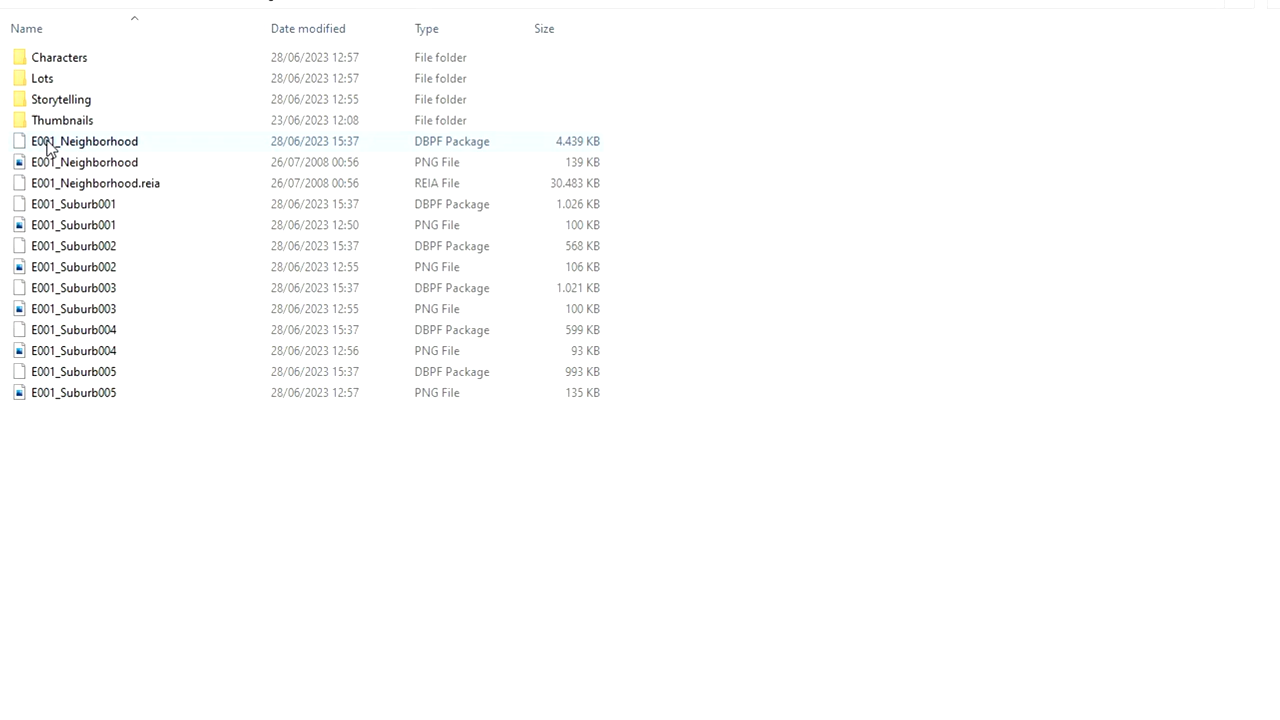 Name Date modified Type Size
Characters 28/06/2023 12:57 File folder
Lots 28/06/2023 12:57 File folder
Storytelling 28/06/2023 12:55 File folder
Thumbnails 23/06/2023 12:08 File folder
E001_Neighborhood 28/06/2023 15:37 DBPF Package 4.439 KB
E001_Neighborhood 26/07/2008 00:56 PNG File 139 KB
E001_Neighborhood.reia 26/07/2008 00:56 REIA File 30.483 KB
E001_Suburb001 28/06/2023 15:37 DBPF Package 1.026 KB
E001_Suburb001 28/06/2023 12:50 PNG File 100 KB
E001_Suburb002 28/06/2023 15:37 DBPF Package 568 KB
E001_Suburb002 28/06/2023 12:55 PNG File 106 KB
E001_Suburb003 28/06/2023 15:37 DBPF Package 1.021 KB
E001_Suburb003 28/06/2023 12:55 PNG File 100 KB
E001_Suburb004 28/06/2023 15:37 DBPF Package 599 KB
E001_Suburb004 28/06/2023 12:56 PNG File 93 KB
E001_Suburb005 28/06/2023 15:37 DBPF Package 993 KB
E001_Suburb005 28/06/2023 12:57 PNG File 135 KB